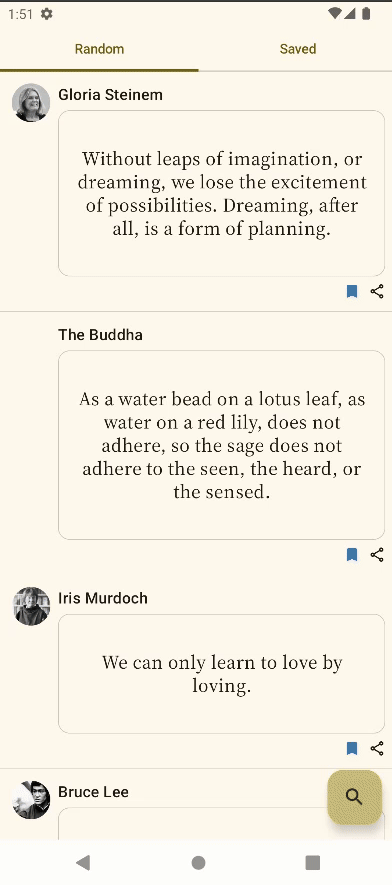 1:51
Random
Saved
Gloria Steinem
Without leaps of imagination, or
dreaming, we lose the excitement
of possibilities. Dreaming, after
all, is a form of planning.
The Buddha
As a water bead on a lotus leaf, as
water on a red lily, does not
adhere, so the sage does not
adhere to the seen, the heard, or
the sensed.
Iris Murdoch
We can only learn to love by
loving.
Bruce Lee